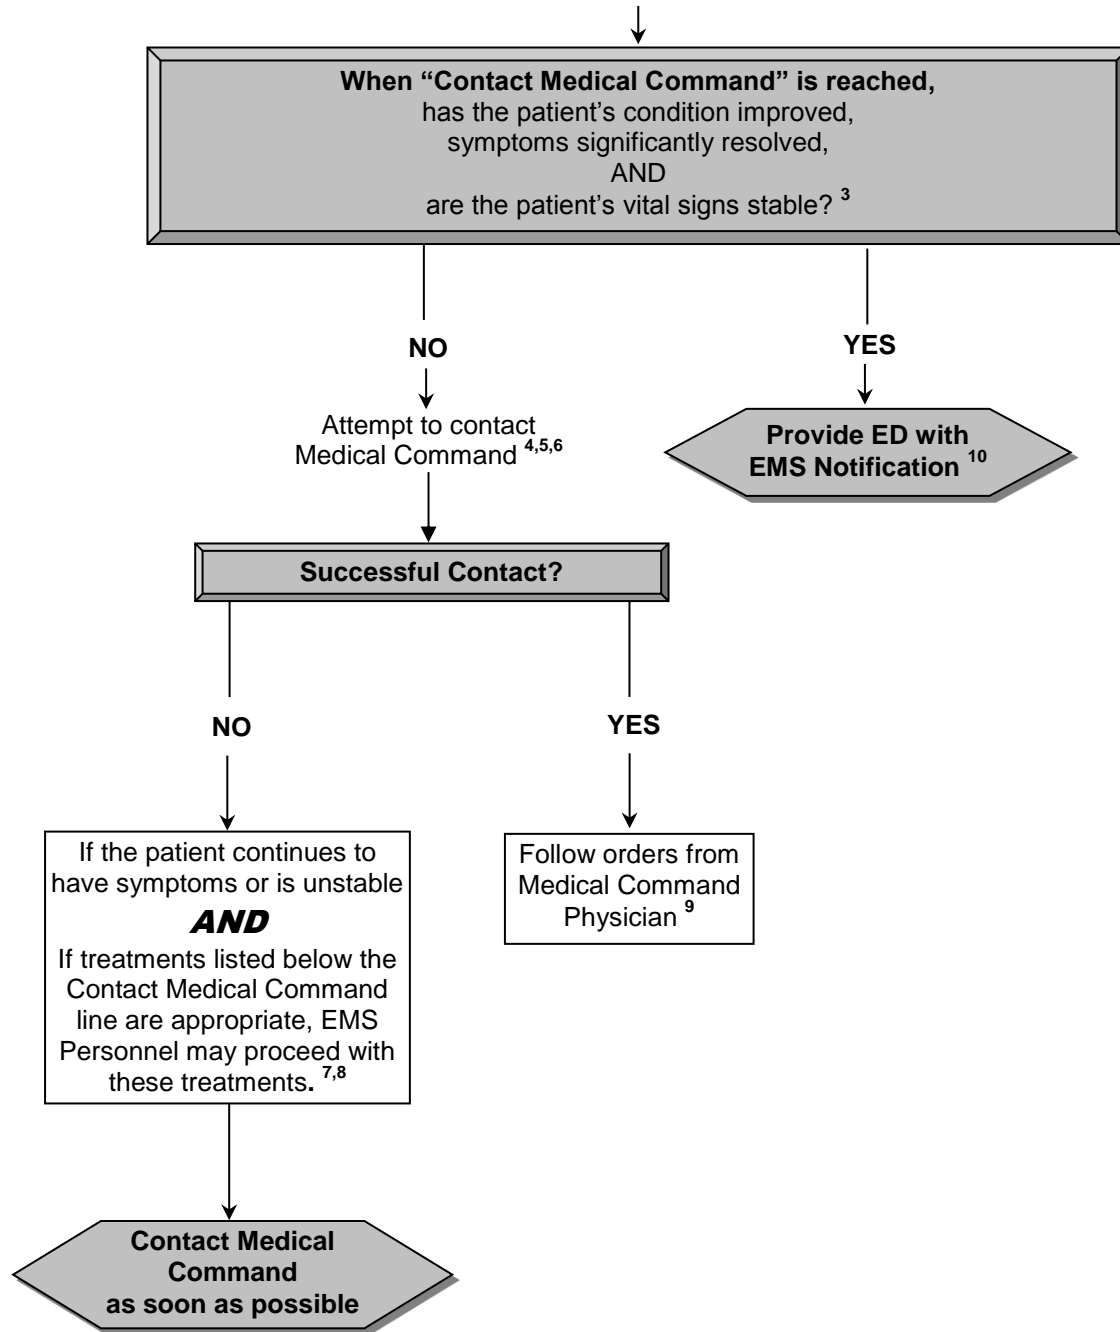 When “Contact Medical Command” is reached,
has the patient’s condition improved,
symptoms significantly resolved,
AND
are the patient’s vital signs stable? 3
NO
YES
Attempt to contact
Medical Command 4,5,6
Provide ED with
EMS Notification 10
Successful Contact?
NO
YES
If the patient continues to
have symptoms or is unstable
AND
If treatments listed below the
Contact Medical Command
line are appropriate, EMS
Personnel may proceed with
these treatments. 7,8
Follow orders from
Medical Command
Physician 9
Contact Medical
Command
as soon as possible